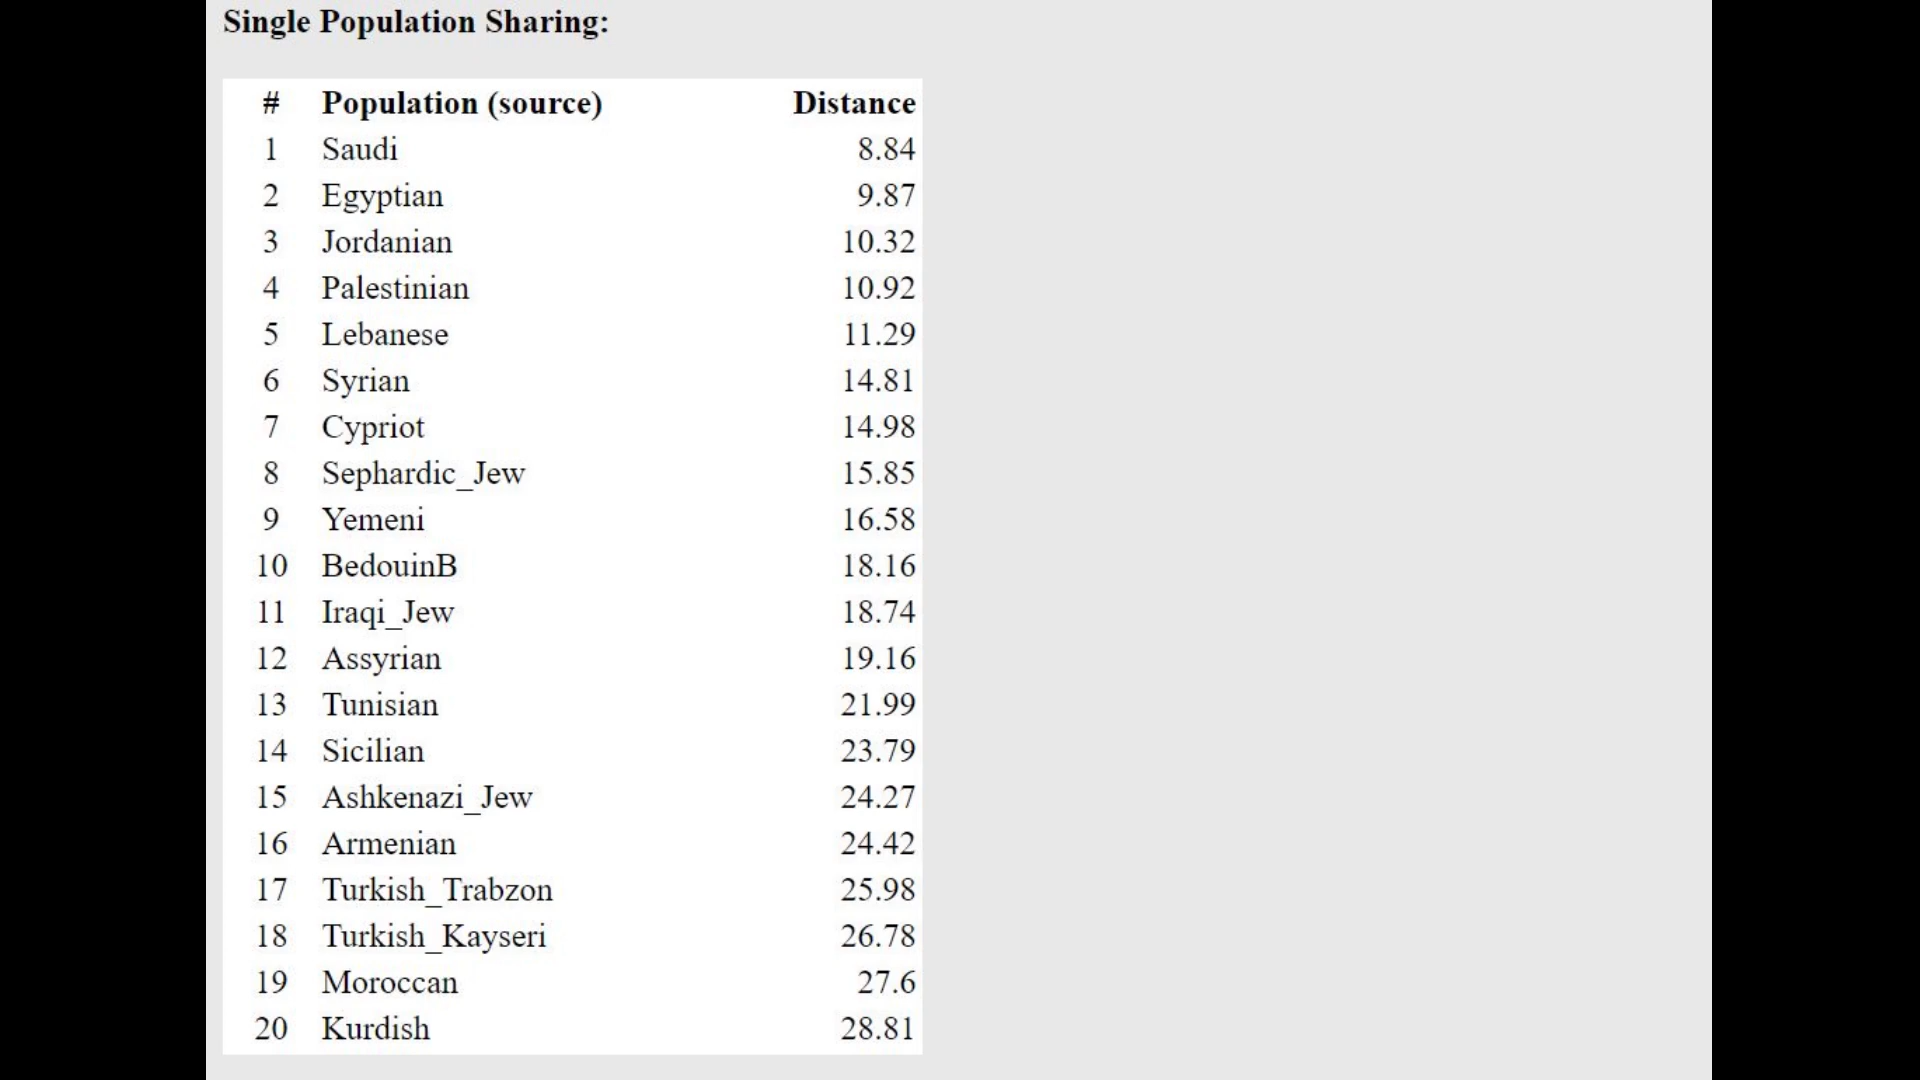 Single Population Sharing:
# Population (source) Distance
1 Saudi 8.84
2 Egyptian 9.87
3 Jordanian 10.32
4 Palestinian 10.92
5 Lebanese 11.29
6 Syrian 14.81
7 Cypriot 14.98
8 Sephardic_Jew 15.85
9 Yemeni 16.58
10 BedouinB 18.16
11 Iraqi_Jew 18.74
12 Assyrian 19.16
13 Tunisian 21.99
14 Sicilian 23.79
15 Ashkenazi_Jew 24.27
16 Armenian 24.42
17 Turkish_Trabzon 25.98
18 Turkish_Kayseri 26.78
19 Moroccan 27.6
20 Kurdish 28.81